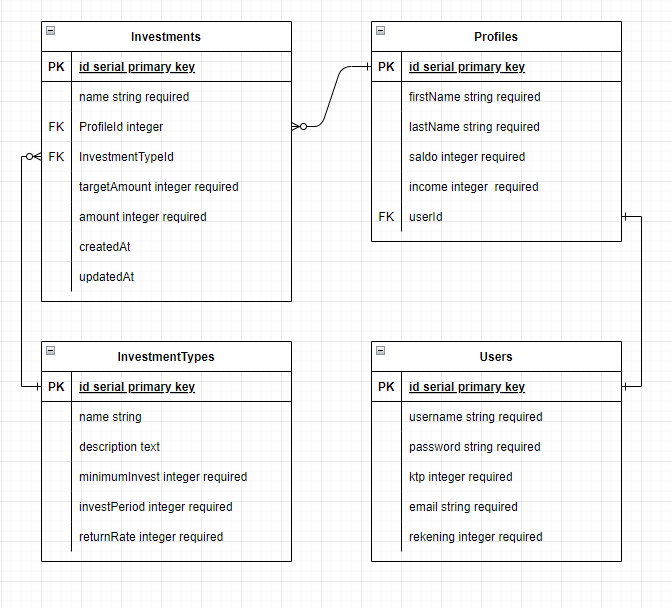 Investments
PK id serial primary key
name string required
FK ProfileId integer
FK InvestmentTypeId
targetAmount integer required
amount integer required
createdAt
updatedAt
Profiles
PK id serial primary key
firstName string required
lastName string required
saldo integer required
income integer required
FK userId
InvestmentTypes
PK id serial primary key
name string
description text
minimumInvest integer required
investPeriod integer required
returnRate integer required
Users
PK id serial primary key
username string required
password string required
ktp integer required
email string required
rekening integer required